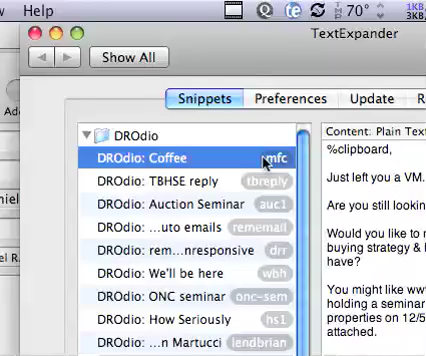 Help 70° 1KB
3KB
TextExpander
Show All
Snippets Preferences Update R
Add
DROdio
DROdio: Coffee mfc
DROdio: TBHSE reply tbreply
DROdio: Auction Seminar auc1
DROdio: ...uto emails rememail
DROdio: rem...nresponsive drr
DROdio: We'll be here wbh
DROdio: ONC seminar onc-sem
DROdio: How Seriously hs1
DROdio: ...n Martucci lendbrian
niel
el R.
Content: Plain Text
%clipboard,
Just left you a VM.
Are you still lookin
Would you like to r
buying strategy &
have?
You might like ww
holding a seminar
properties on 12/5
attached.